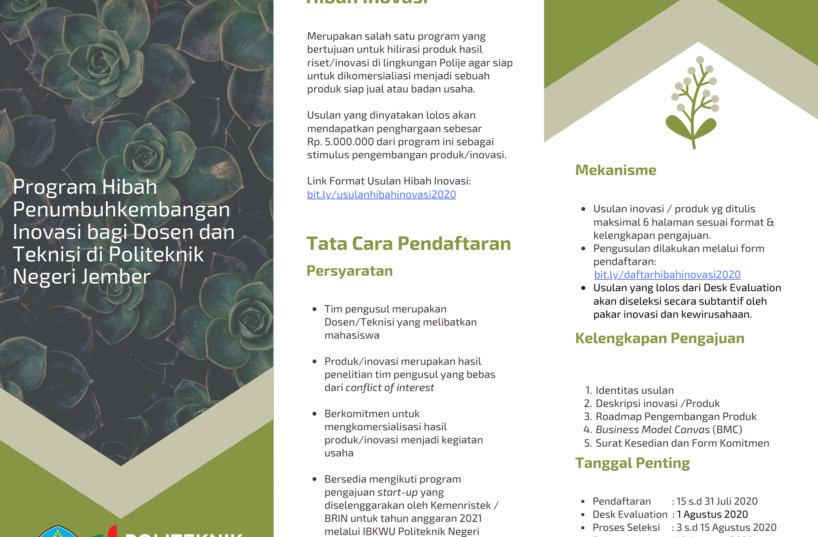 Program Hibah
Penumbuhkembangan
Inovasi bagi Dosen dan
Teknisi di Politeknik
Negeri Jember
POLITEKNIK
Hibah Inovasi
Merupakan salah satu program yang
bertujuan untuk hilirasi produk hasil
riset/inovasi di lingkungan Polije agar siap
untuk dikomersialiasi menjadi sebuah
produk siap jual atau badan usaha.
Usulan yang dinyatakan lolos akan
mendapatkan penghargaan sebesar
Rp. 5.000.000 dari program ini sebagai
stimulus pengembangan produk/inovasi.
Link Format Usulan Hibah Inovasi:
bit.ly/usulanhibahinovasi2020
Tata Cara Pendaftaran
Persyaratan
Tim pengusul merupakan
Dosen/Teknisi yang melibatkan
mahasiswa
Produk/inovasi merupakan hasil
penelitian tim pengusul yang bebas
dari conflict of interest
Berkomitmen untuk
mengkomersialisasi hasil
produk/inovasi menjadi kegiatan
usaha
Bersedia mengikuti program
pengajuan start-up yang
diselenggarakan oleh Kemenristek /
BRIN untuk tahun anggaran 2021
melalui IBKWU Politeknik Negeri
Mekanisme
Usulan inovasi / produk yg ditulis
maksimal 6 halaman sesuai format &
kelengkapan pengajuan.
Pengusulan dilakukan melalui form
pendaftaran:
bit.ly/daftarhibahinovasi2020
Usulan yang lolos dari Desk Evaluation
akan diseleksi secara subtantif oleh
pakar inovasi dan kewirusahaan.
Kelengkapan Pengajuan
1. Identitas usulan
2. Deskripsi inovasi /Produk
3. Roadmap Pengembangan Produk
4. Business Model Canvas (BMC)
5. Surat Kesedian dan Form Komitmen
Tanggal Penting
Pendaftaran : 15 s.d 31 Juli 2020
Desk Evaluation : 1 Agustus 2020
Proses Seleksi : 3 s.d 15 Agustus 2020